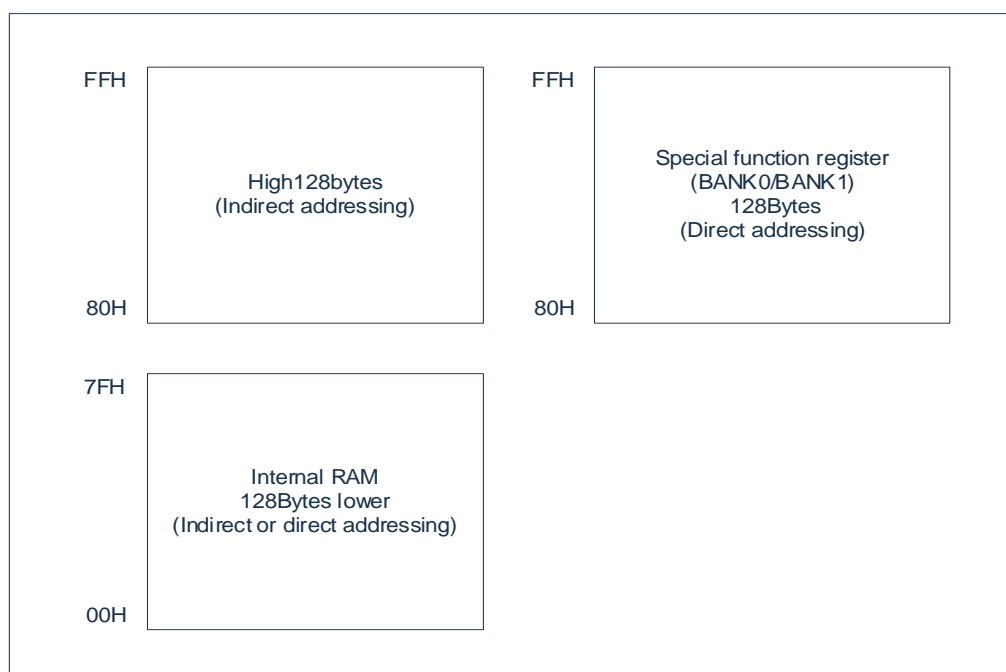 FFH
High128bytes
(Indirect addressing)
80H
FFH
Special function register
(BANK0/BANK1)
128Bytes
(Direct addressing)
80H
7FH
Internal RAM
128Bytes lower
(Indirect or direct addressing)
00H